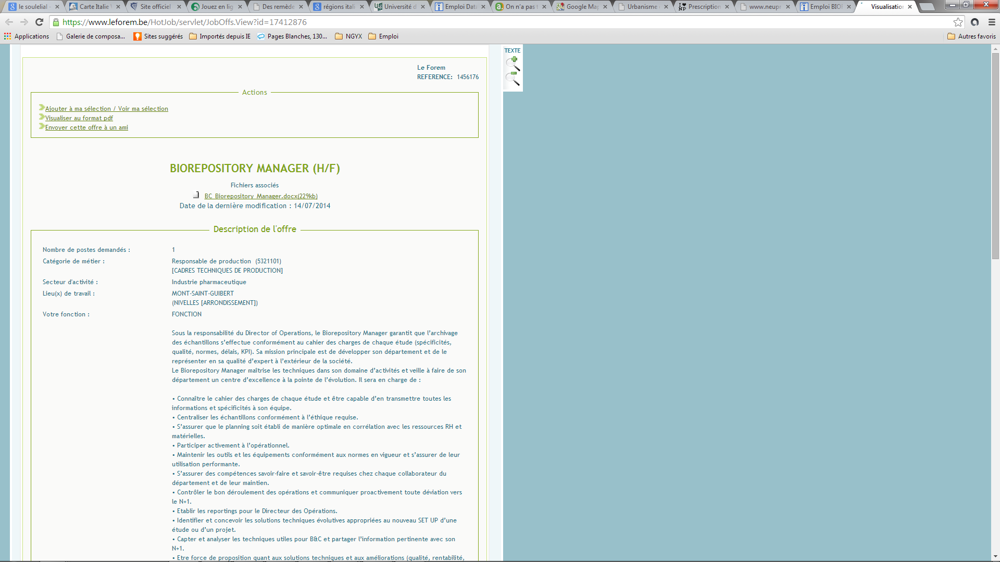 le soulelial -
Carte Italie
Site officiel
Jouez en lig
Des remède
régions itali
Université d
Emploi Data
On n'a pas
Google Ma
Urbanisme
Prescription
www.neupr
Emploi BIO
Visualisatio
https://www.leforem.be/HotJob/servlet/JobOffs.View?id=17412876
Applications
Galerie de composa...
Sites suggérés
Importés depuis IE
Pages Blanches, 130...
NGYX
Emploi
Autres favoris
TEXTE
Le Forem
REFERENCE: 1456176
Actions
Ajouter à ma sélection / Voir ma sélection
Visualiser au format pdf
Envoyer cette offre à un ami
BIOREPOSITORY MANAGER (H/F)
Fichiers associés
BC_Biorepository_Manager.docx(229kb)
Date de la dernière modification : 14/07/2014
Description de l'offre
Nombre de postes demandés : 1
Catégorie de métier : Responsable de production (5321101)
[CADRES TECHNIQUES DE PRODUCTION]
Secteur d'activité : Industrie pharmaceutique
Lieu(x) de travail : MONT-SAINT-GUIBERT
(NIVELLES [ARRONDISSEMENT])
Votre fonction : FONCTION
Sous la responsabilité du Director of Operations, le Biorepository Manager garantit que l'archivage
des échantillons s'effectue conformément au cahier des charges de chaque étude (spécificités,
qualité, normes, délais, KPI). Sa mission principale est de développer son département et de le
représenter en sa qualité d'expert à l'extérieur de la société.
Le Biorepository Manager maîtrise les techniques dans son domaine d'activités et veille à faire de son
département un centre d'excellence à la pointe de l'évolution. Il sera en charge de :
• Connaître le cahier des charges de chaque étude et être capable d'en transmettre toutes les
informations et spécificités à son équipe.
• Centraliser les échantillons conformément à l'éthique requise.
• S'assurer que le planning soit établi de manière optimale en corrélation avec les ressources RH et
matérielles.
• Participer activement à l'opérationnel.
• Maintenir les outils et les équipements conformément aux normes en vigueur et s'assurer de leur
utilisation performante.
• S'assurer des compétences savoir-faire et savoir-être requises chez chaque collaborateur du
département et de leur maintien.
• Contrôler le bon déroulement des opérations et communiquer proactivement toute déviation vers
le N+1.
• Etablir les reportings pour le Directeur des Opérations.
• Identifier et concevoir les solutions techniques évolutives appropriées au nouveau SET UP d'une
étude ou d'un projet.
• Capter et analyser les techniques utiles pour B&C et partager l'information pertinente avec son
N+1.
• Etre force de proposition quant aux solutions techniques et aux améliorations (qualité, rentabilité,